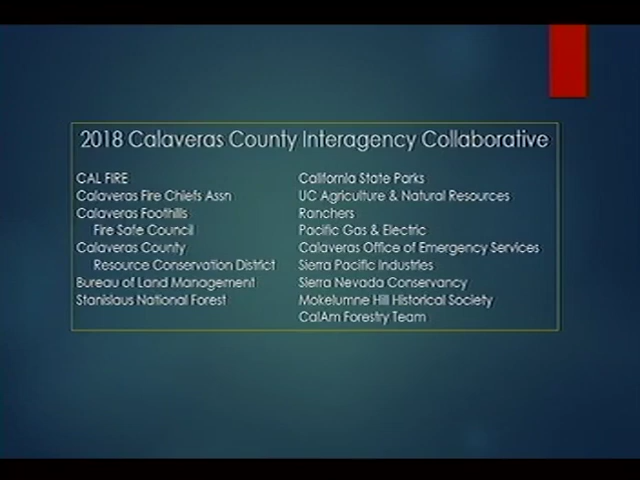 2018 Calaveras County Interagency Collaborative
CAL FIRE
Calaveras Fire Chiefs Assn
Calaveras Foothills
Fire Safe Council
Calaveras County
Resource Conservation District
Bureau of Land Management
Stanislaus National Forest
California State Parks
UC Agriculture & Natural Resources
Ranchers
Pacific Gas & Electric
Calaveras Office of Emergency Services
Sierra Pacific Industries
Sierra Nevada Conservancy
Mokelumne Hill Historical Society
CalAm Forestry Team